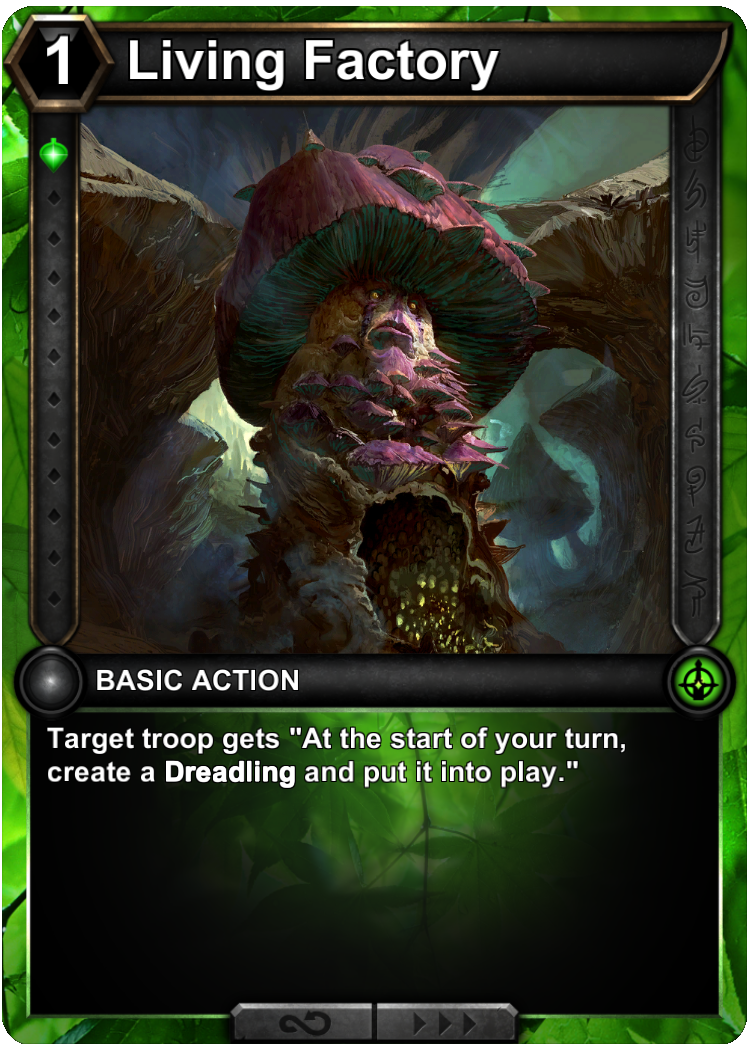 1
Living Factory
BASIC ACTION
Target troop gets "At the start of your turn,
create a Dreadling and put it into play."